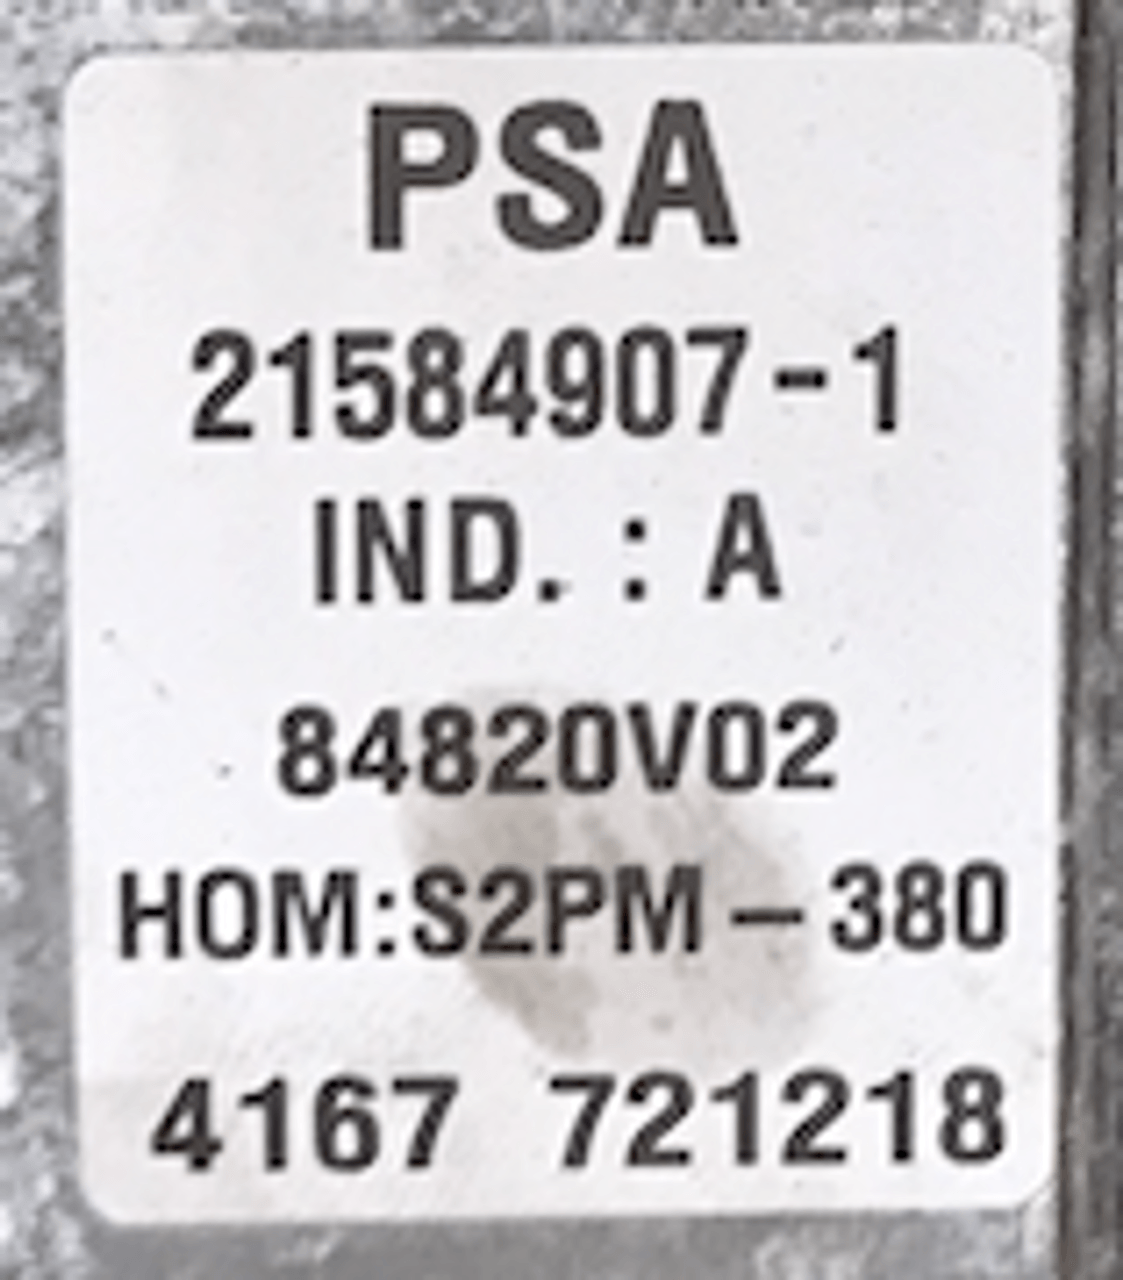 PSA
21584907-1
IND. : A
84820V02
HOM:S2PM-380
4167 721218